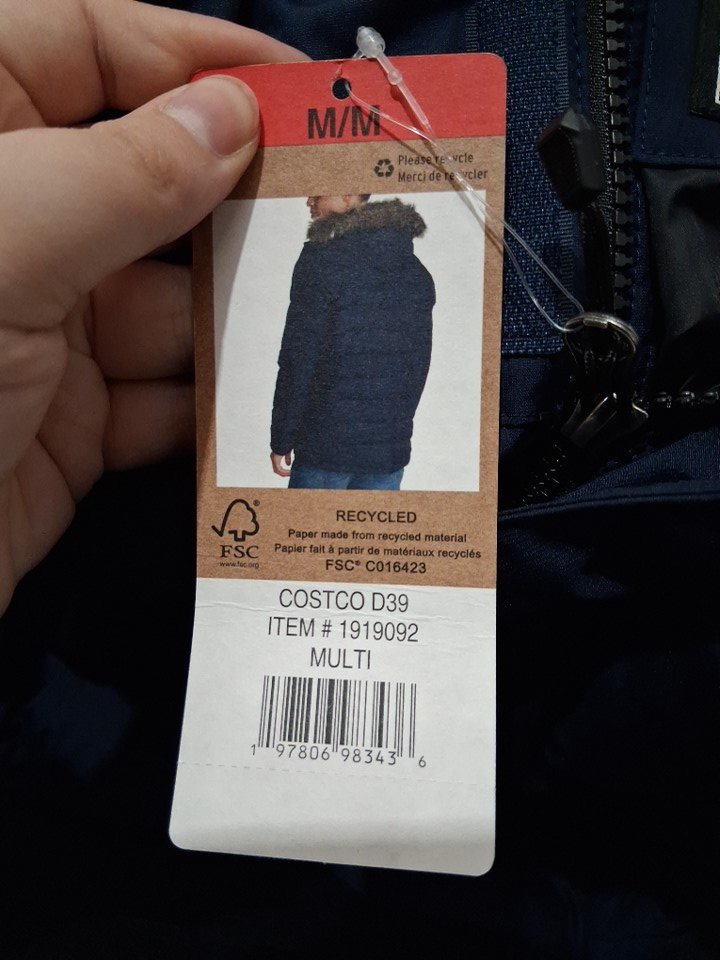 M/M
Please recycle
Merci de recycler
FSC®
www.fsc.org
RECYCLED
Paper made from recycled material
Papier fait à partir de matériaux recyclés
FSC® C016423
COSTCO D39
ITEM # 1919092
MULTI
1 97806 98343 6